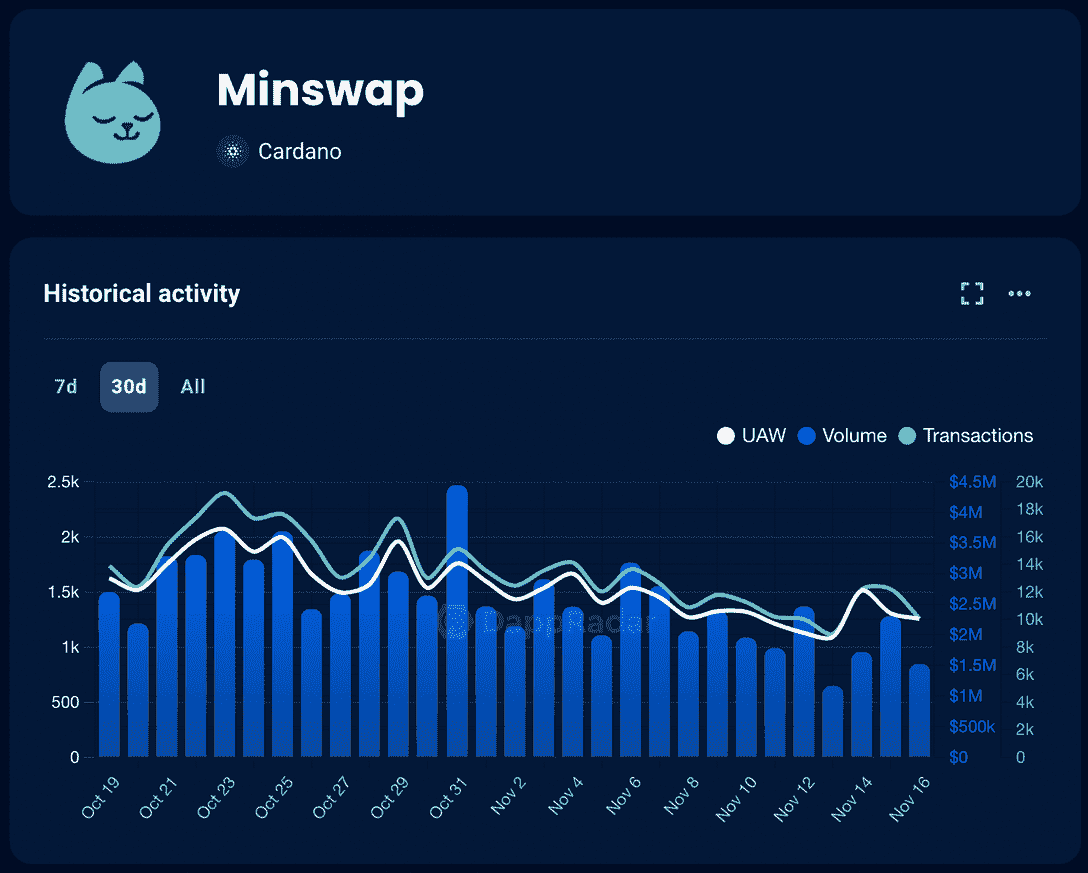 Minswap
Cardano
Historical activity
7d 30d All
UAW Volume Transactions
2.5k
2k
1.5k
1k
500
0
DappRadar
$4.5M
$4M
$3.5M
$3M
$2.5M
$2M
$1.5M
$1M
$500k
$0
20k
18k
16k
14k
12k
10k
8k
6k
4k
2k
0
Oct 19 Oct 21 Oct 23 Oct 25 Oct 27 Oct 29 Oct 31 Nov 2 Nov 4 Nov 6 Nov 8 Nov 10 Nov 12 Nov 14 Nov 16